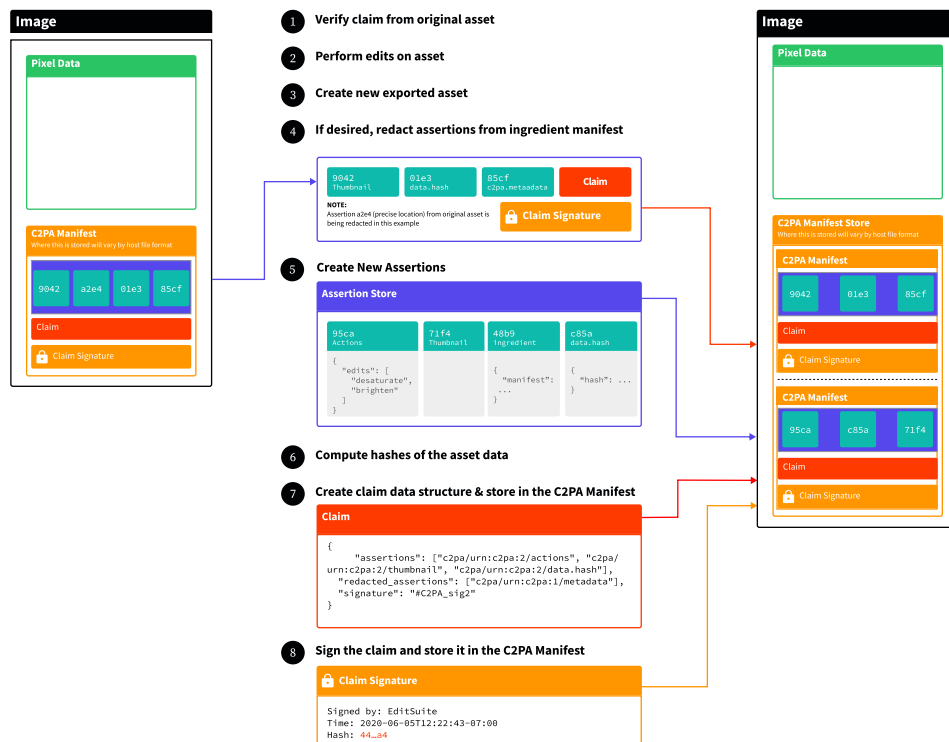 Image
Pixel Data
C2PA Manifest
Where this is stored will vary by host file format
9042
a2e4
01e3
85cf
Claim
Claim Signature
1 Verify claim from original asset
2 Perform edits on asset
3 Create new exported asset
4 If desired, redact assertions from ingredient manifest
9042
Thumbnail
01e3
data.hash
85cf
c2pa.metaadata
Claim
NOTE:
Assertion a2e4 (precise location) from original asset is
being redacted in this example
Claim Signature
5 Create New Assertions
Assertion Store
95ca
Actions
{
"edits": [
"desaturate",
"brighten"
]
}
71f4
Thumbnail
48b9
ingredient
{
"manifest":
...
}
c85a
data.hash
{
"hash": ...
}
6 Compute hashes of the asset data
7 Create claim data structure & store in the C2PA Manifest
Claim
{
"assertions": ["c2pa/urn:c2pa:2/actions", "c2pa/
urn:c2pa:2/thumbnail", "c2pa/urn:c2pa:2/data.hash"],
"redacted_assertions": ["c2pa/urn:c2pa:1/metadata"],
"signature": "#C2PA_sig2"
}
8 Sign the claim and store it in the C2PA Manifest
Claim Signature
Signed by: EditSuite
Time: 2020-06-05T12:22:43-07:00
Hash: 44…a4
Image
Pixel Data
C2PA Manifest Store
Where this is stored will vary by host file format
C2PA Manifest
9042
01e3
85cf
Claim
Claim Signature
C2PA Manifest
95ca
c85a
71f4
Claim
Claim Signature